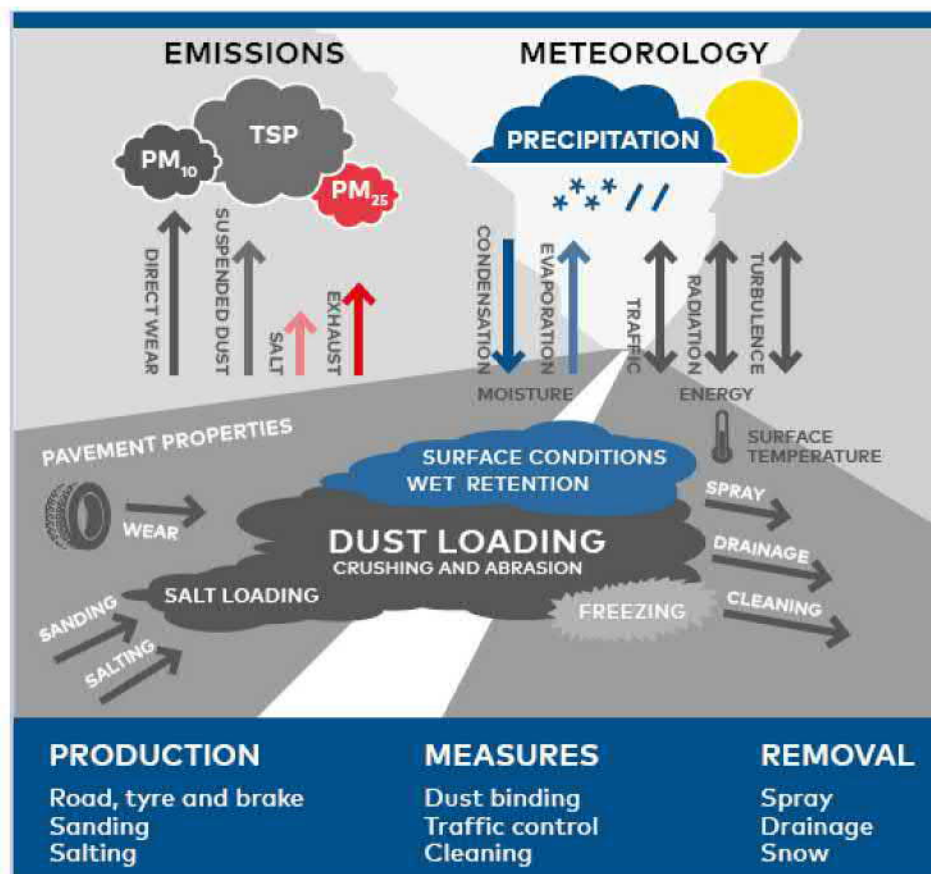 EMISSIONS
METEOROLOGY
TSP
PM10
PM25
PRECIPITATION
DIRECT WEAR
SUSPENDED DUST
SALT
EXHAUST
CONDENSATION
EVAPORATION
TRAFFIC
RADIATION
TURBULENCE
MOISTURE
ENERGY
SURFACE
TEMPERATURE
PAVEMENT PROPERTIES
WEAR
SURFACE CONDITIONS
WET RETENTION
DUST LOADING
CRUSHING AND ABRASION
SALT LOADING
FREEZING
SPRAY
DRAINAGE
CLEANING
SANDING
SALTING
PRODUCTION
Road, tyre and brake
Sanding
Salting
MEASURES
Dust binding
Traffic control
Cleaning
REMOVAL
Spray
Drainage
Snow